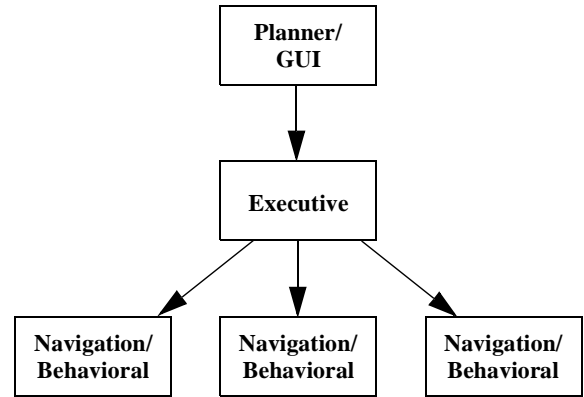 Planner/
GUI
Executive
Navigation/
Behavioral
Navigation/
Behavioral
Navigation/
Behavioral